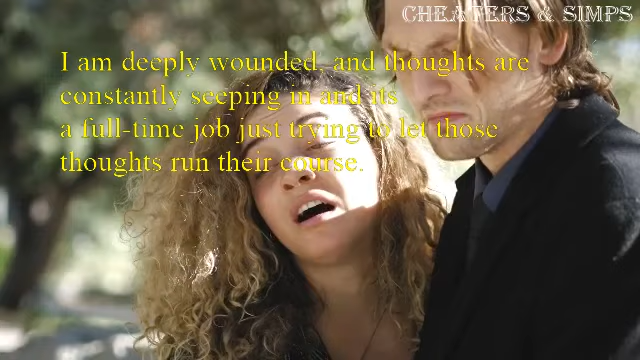 CHEATERS & SIMPS
I am deeply wounded, and thoughts are
constantly seeping in and its
a full-time job just trying to let those
thoughts run their course.